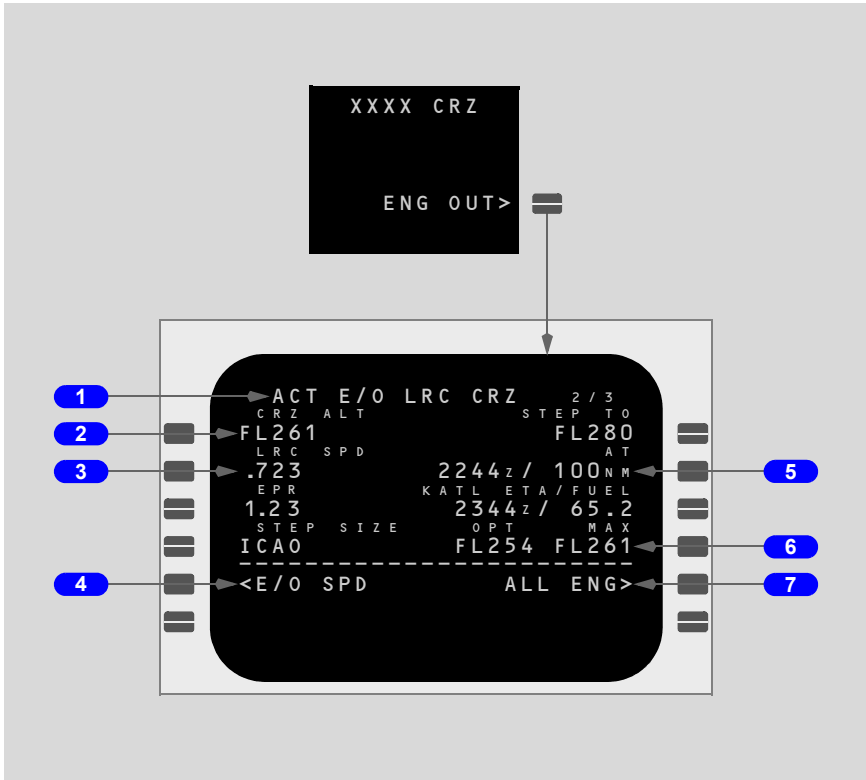 XXXX CRZ
ENG OUT>
1 ACT E/O LRC CRZ 2/3
CRZ ALT STEP TO
2 FL261 FL280
LRC SPD AT
3 .723 2244z/ 100NM 5
EPR KATL ETA/FUEL
1.23 2344z/ 65.2
STEP SIZE OPT MAX
ICAO FL254 FL261 6
------------------------
4 <E/O SPD ALL ENG> 7